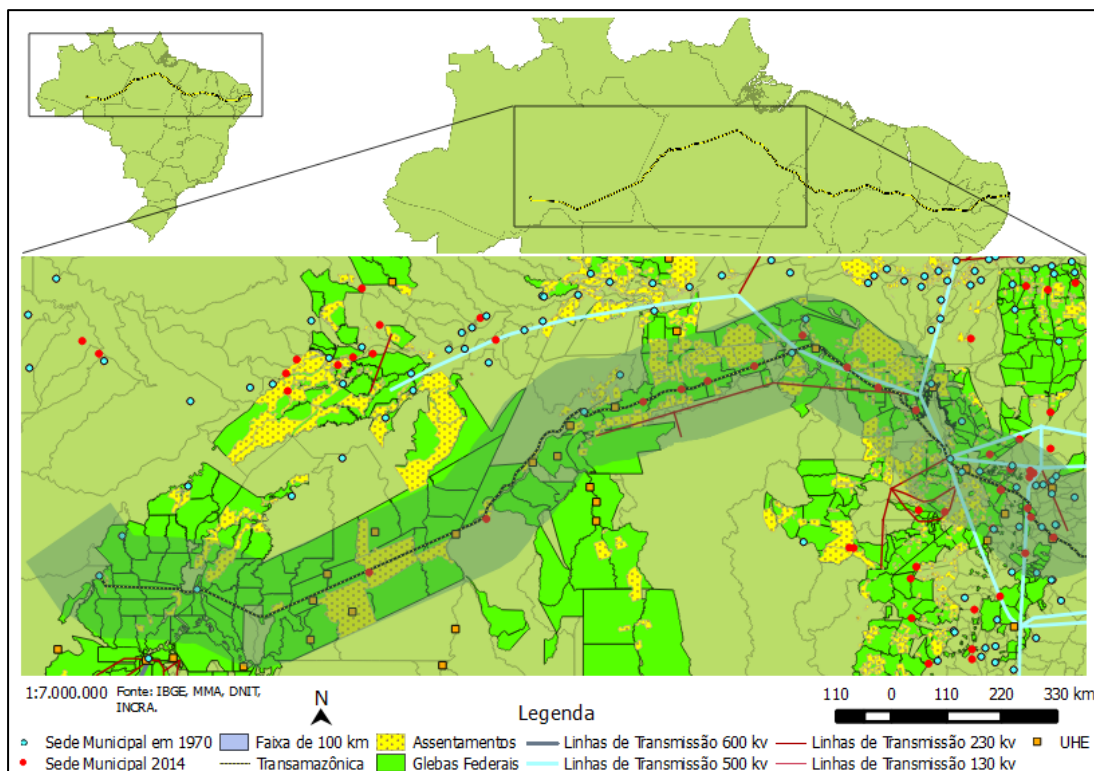 1:7.000.000 Fonte: IBGE, MMA, DNIT,
INCRA.
N
Legenda
110 0 110 220 330 km
Sede Municipal em 1970 Faixa de 100 km Assentamentos Linhas de Transmissão 600 kv Linhas de Transmissão 230 kv UHE
Sede Municipal 2014 Transamazônica Glebas Federais Linhas de Transmissão 500 kv Linhas de Transmissão 130 kv